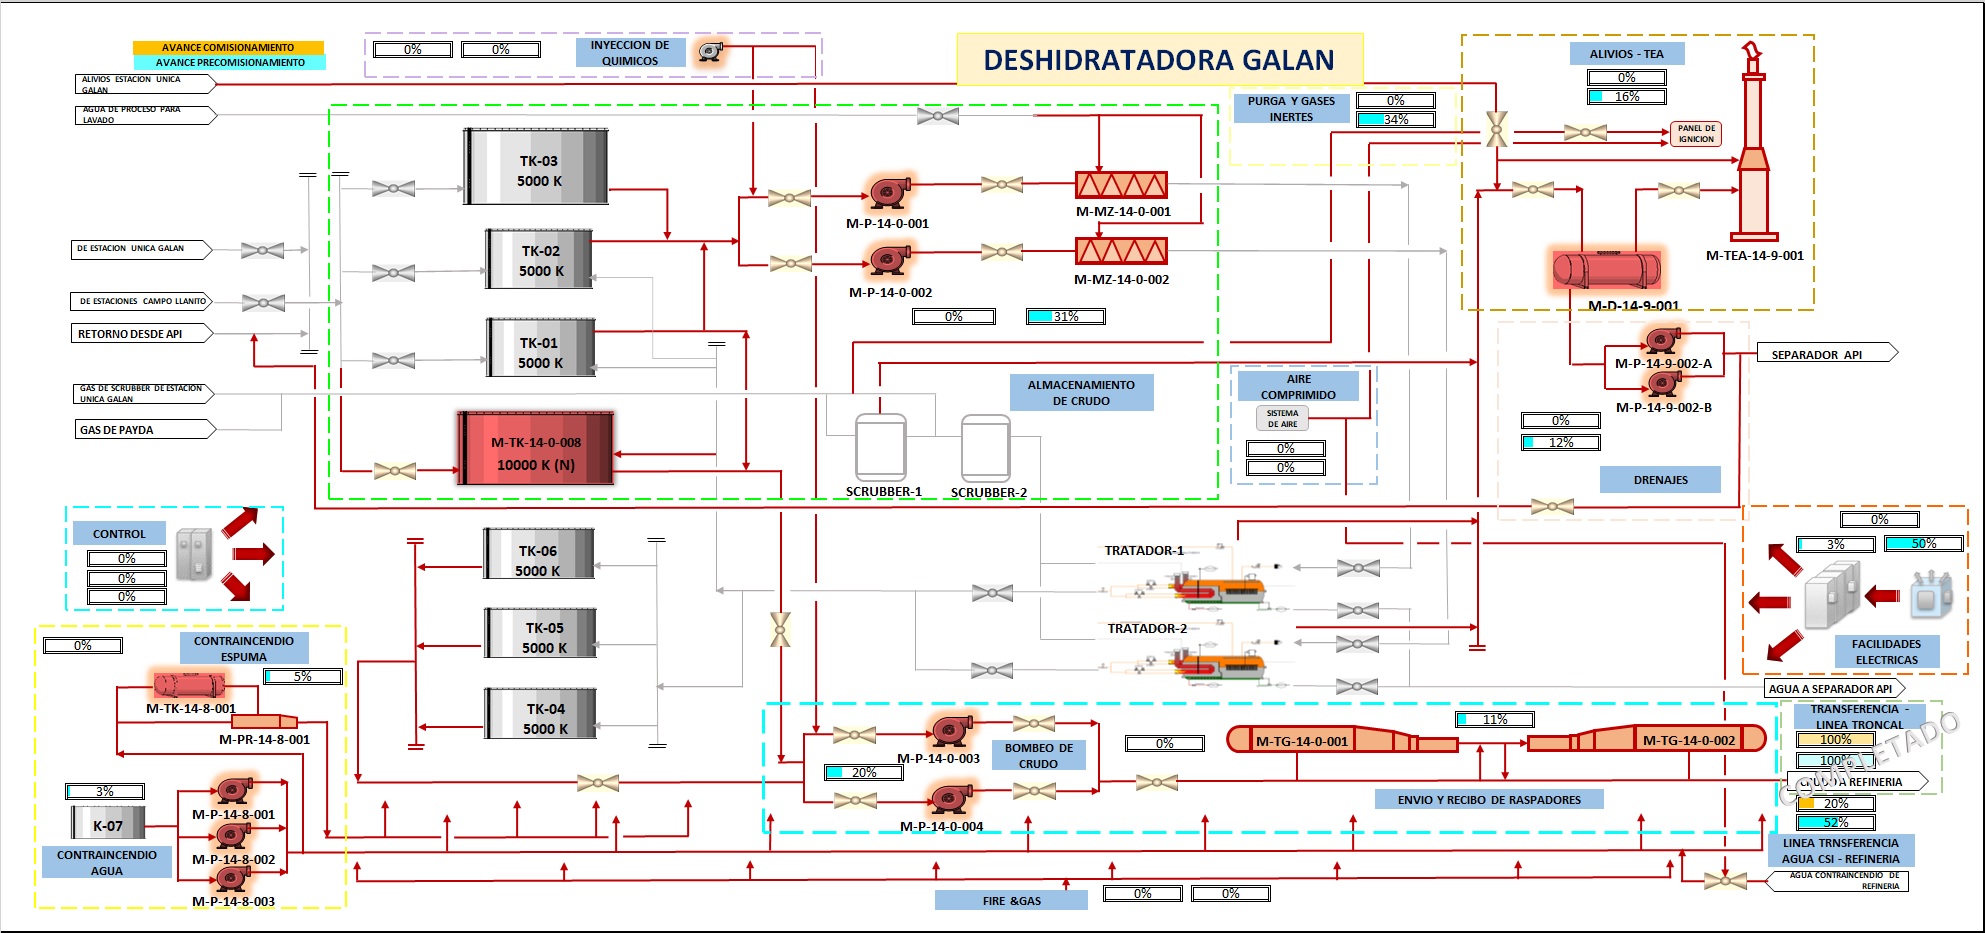 DESHIDRATADORA GALAN
AVANCE COMISIONAMIENTO
AVANCE PRECOMISIONAMIENTO
0%
0%
INYECCION DE
QUIMICOS
ALIVIOS ESTACION UNICA
GALAN
AGUA DE PROCESO PARA
LAVADO
TK-03
5000 K
TK-02
5000 K
TK-01
5000 K
M-TK-14-0-008
10000 K (N)
DE ESTACION UNICA GALAN
DE ESTACIONES CAMPO LLANITO
RETORNO DESDE API
GAS DE SCRUBBER DE ESTACION
UNICA GALAN
GAS DE PAYDA
M-P-14-0-001
M-P-14-0-002
M-MZ-14-0-001
M-MZ-14-0-002
0%
31%
ALMACENAMIENTO
DE CRUDO
SCRUBBER-1
SCRUBBER-2
PURGA Y GASES
INERTES
0%
34%
ALIVIOS - TEA
0%
16%
PANEL DE
IGNICION
M-TEA-14-9-001
M-D-14-9-001
AIRE
COMPRIMIDO
SISTEMA
DE AIRE
0%
0%
M-P-14-9-002-A
M-P-14-9-002-B
SEPARADOR API
0%
12%
DRENAJES
CONTROL
0%
0%
0%
TK-06
5000 K
TK-05
5000 K
TK-04
5000 K
TRATADOR-1
TRATADOR-2
0%
3%
50%
FACILIDADES
ELECTRICAS
AGUA A SEPARADOR API
0%
CONTRAINCENDIO
ESPUMA
5%
M-TK-14-8-001
M-PR-14-8-001
3%
K-07
M-P-14-8-001
M-P-14-8-002
M-P-14-8-003
CONTRAINCENDIO
AGUA
20%
M-P-14-0-003
M-P-14-0-004
BOMBEO DE
CRUDO
0%
11%
M-TG-14-0-001
M-TG-14-0-002
ENVIO Y RECIBO DE RASPADORES
TRANSFERENCIA -
LINEA TRONCAL
100%
100%
COMPLETADO
REFINERIA
20%
52%
LINEA TRNSFERENCIA
AGUA CSI - REFINERIA
AGUA CONTRAINCENDIO DE
REFINERIA
FIRE &GAS
0%
0%